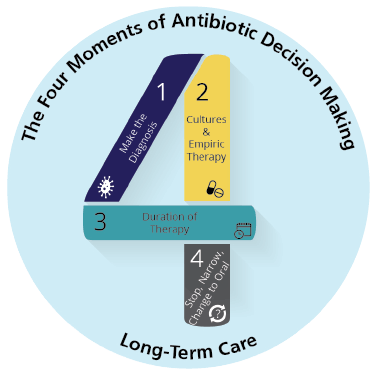 The Four Moments of Antibiotic Decision Making
1
Make the
Diagnosis
2
Cultures
&
Empiric
Therapy
3
Duration of
Therapy
4
Stop, Narrow,
Change to Oral
?
Long-Term Care